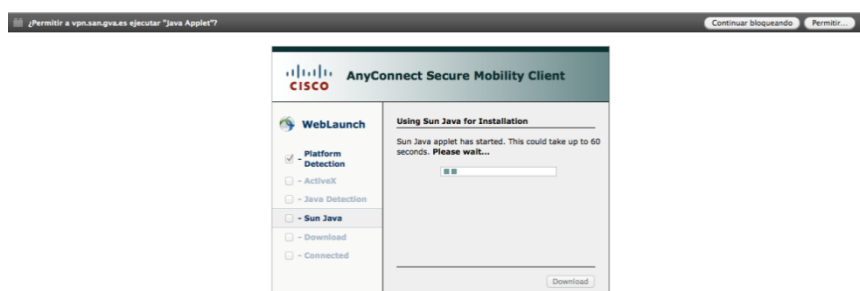 ¿Permitir a vpn.san.gva.es ejecutar "Java Applet"?
Continuar bloqueando
Permitir...
CISCO
AnyConnect Secure Mobility Client
WebLaunch
- Platform
Detection
- ActiveX
- Java Detection
- Sun Java
- Download
- Connected
Using Sun Java for Installation
Sun Java applet has started. This could take up to 60
seconds. Please wait...
Download